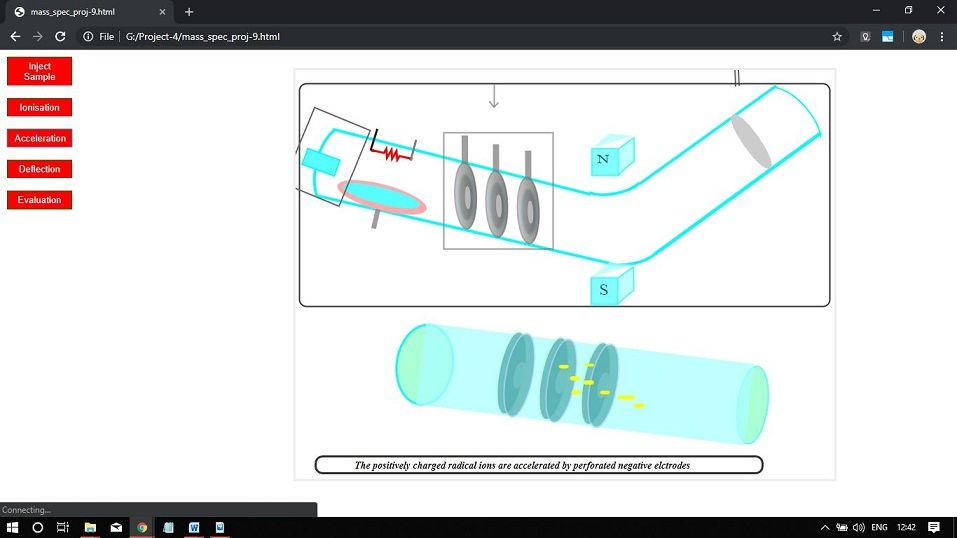 mass_spec_proj-9.html
File
G:/Project-4/mass_spec_proj-9.html
Inject
Sample
Ionisation
Acceleration
Deflection
Evaluation
N
S
The positively charged radical ions are accelerated by perforated negative elctrodes
Connecting...
ENG
12:42